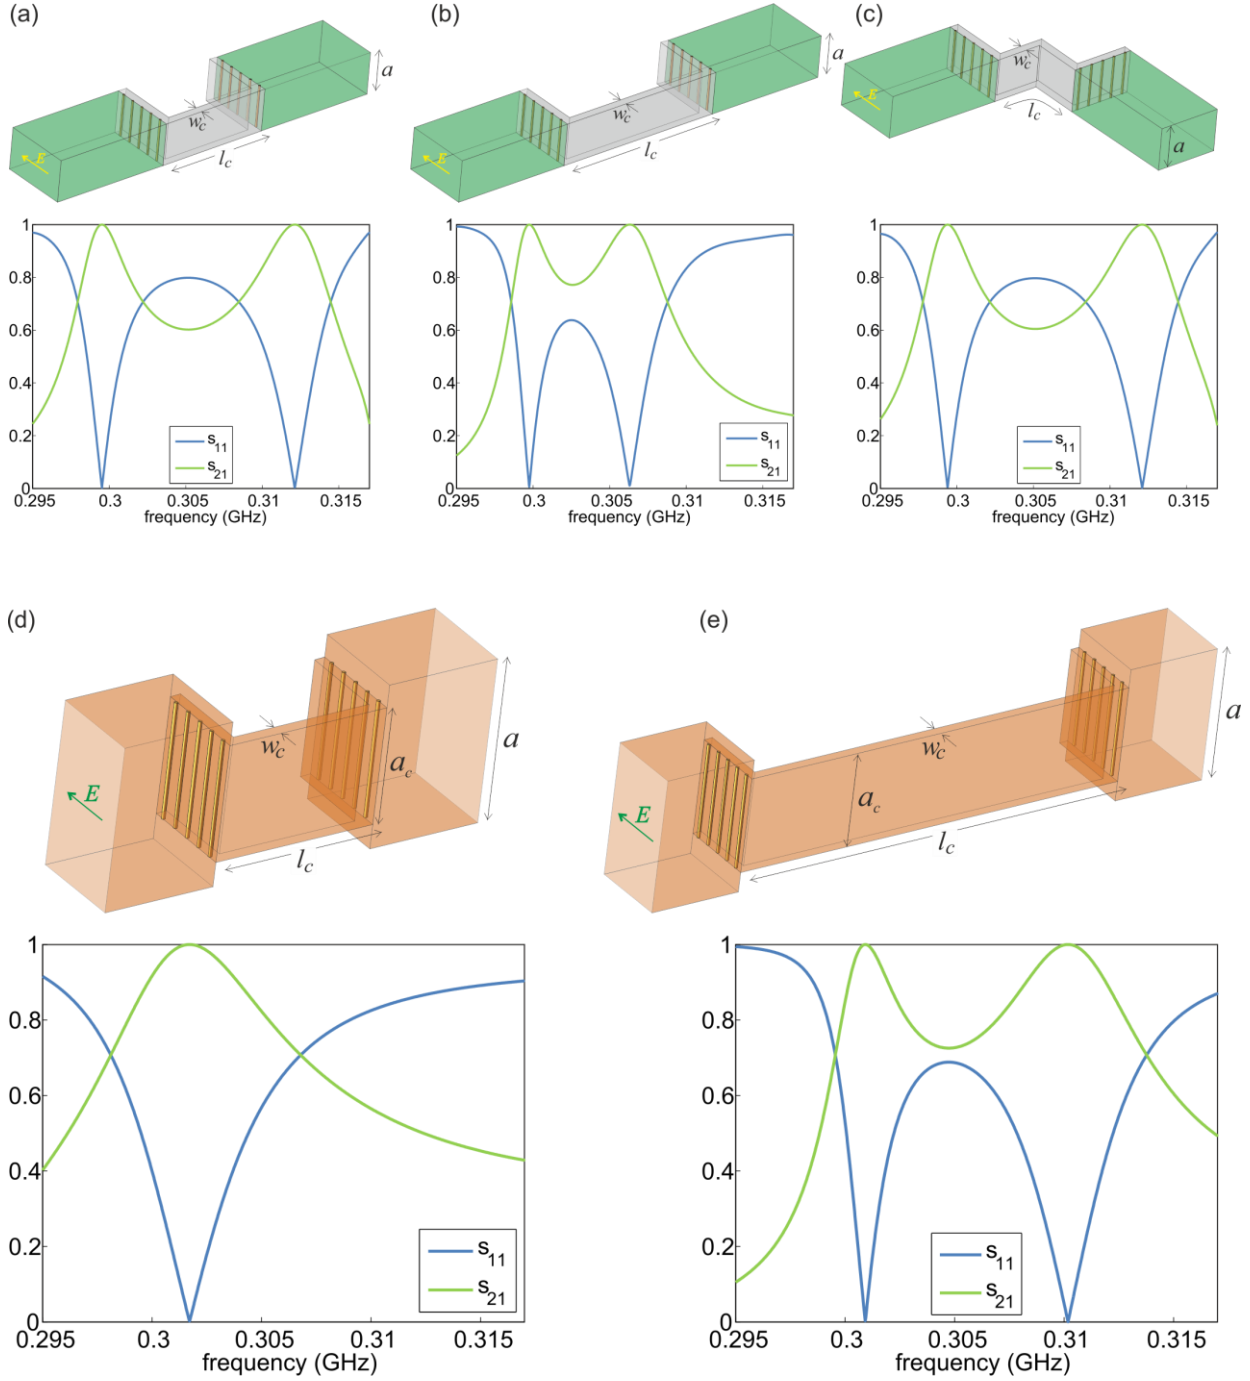 (a)
a
w_c
l_c
E
(b)
a
w_c
l_c
E
(c)
w_c
l_c
E
a
1
0.8
0.6
0.4
0.2
0
s_11
s_21
0.295 0.3 0.305 0.31 0.315
frequency (GHz)
1
0.8
0.6
0.4
0.2
0
s_11
s_21
0.295 0.3 0.305 0.31 0.315
frequency (GHz)
1
0.8
0.6
0.4
0.2
0
s_11
s_21
0.295 0.3 0.305 0.31 0.315
frequency (GHz)
(d)
w_c
a_c
a
E
l_c
(e)
w_c
a
a_c
E
l_c
1
0.8
0.6
0.4
0.2
0
s_11
s_21
0.295 0.3 0.305 0.31 0.315
frequency (GHz)
1
0.8
0.6
0.4
0.2
0
s_11
s_21
0.295 0.3 0.305 0.31 0.315
frequency (GHz)